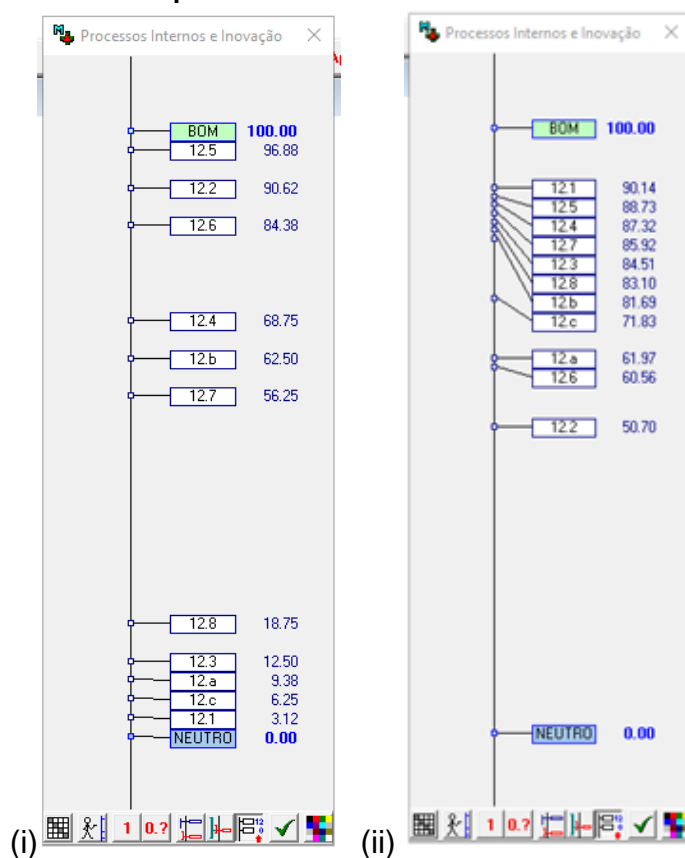 Processos Internos e Inovação
BOM 100.00
12.5 96.88
12.2 90.62
12.6 84.38
12.4 68.75
12.b 62.50
12.7 56.25
12.8 18.75
12.3 12.50
12.a 9.38
12.c 6.25
12.1 3.12
NEUTRO 0.00
1 0.?
(i)
Processos Internos e Inovação
BOM 100.00
12.1 90.14
12.5 88.73
12.4 87.32
12.7 85.92
12.3 84.51
12.8 83.10
12.b 81.69
12.c 71.83
12.a 61.97
12.6 60.56
12.2 50.70
NEUTRO 0.00
1 0.?
(ii)